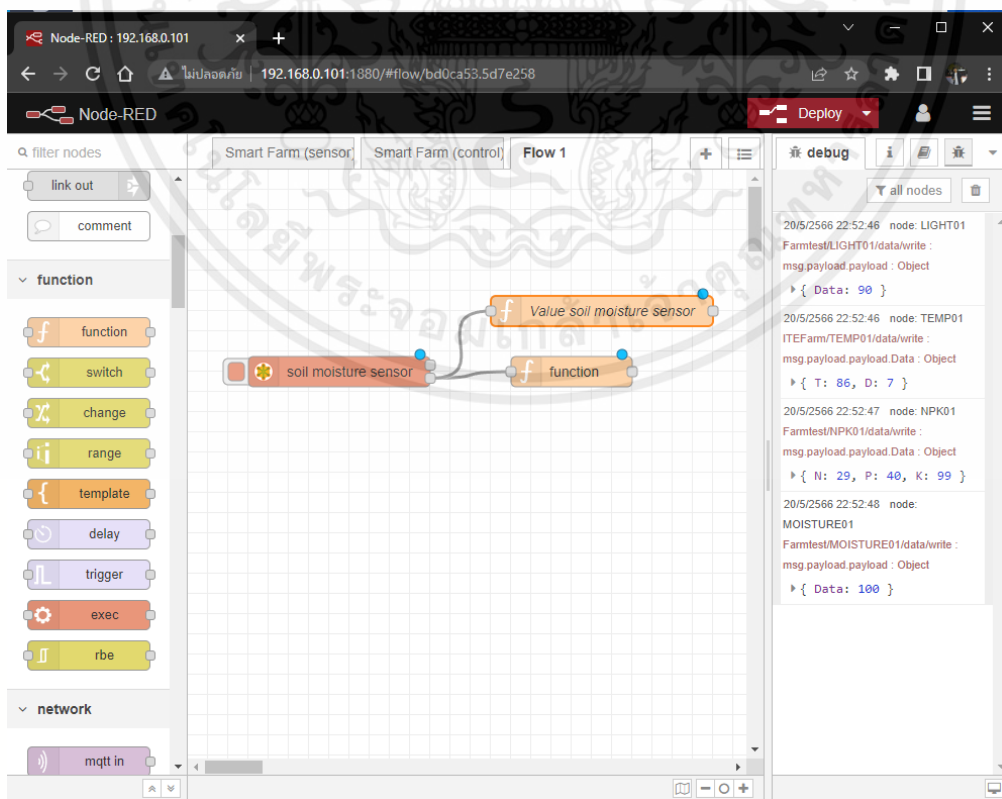 Node-RED : 192.168.0.101
ไม่ปลอดภัย 192.168.0.101:1880/#flow/bd0ca53.5d7e258
Node-RED
Deploy
filter nodes
Smart Farm (sensor)
Smart Farm (control)
Flow 1
debug
all nodes
link out
comment
function
function
switch
change
range
template
delay
trigger
exec
rbe
network
mqtt in
Value soil moisture sensor
soil moisture sensor
function
20/5/2566 22:52:46 node: LIGHT01
Farmtest/LIGHT01/data/write :
msg.payload.payload : Object
{ Data: 90 }
20/5/2566 22:52:46 node: TEMP01
ITEFarm/TEMP01/data/write :
msg.payload.payload.Data : Object
{ T: 86, D: 7 }
20/5/2566 22:52:47 node: NPK01
Farmtest/NPK01/data/write :
msg.payload.payload.Data : Object
{ N: 29, P: 40, K: 99 }
20/5/2566 22:52:48 node:
MOISTURE01
Farmtest/MOISTURE01/data/write :
msg.payload.payload : Object
{ Data: 100 }